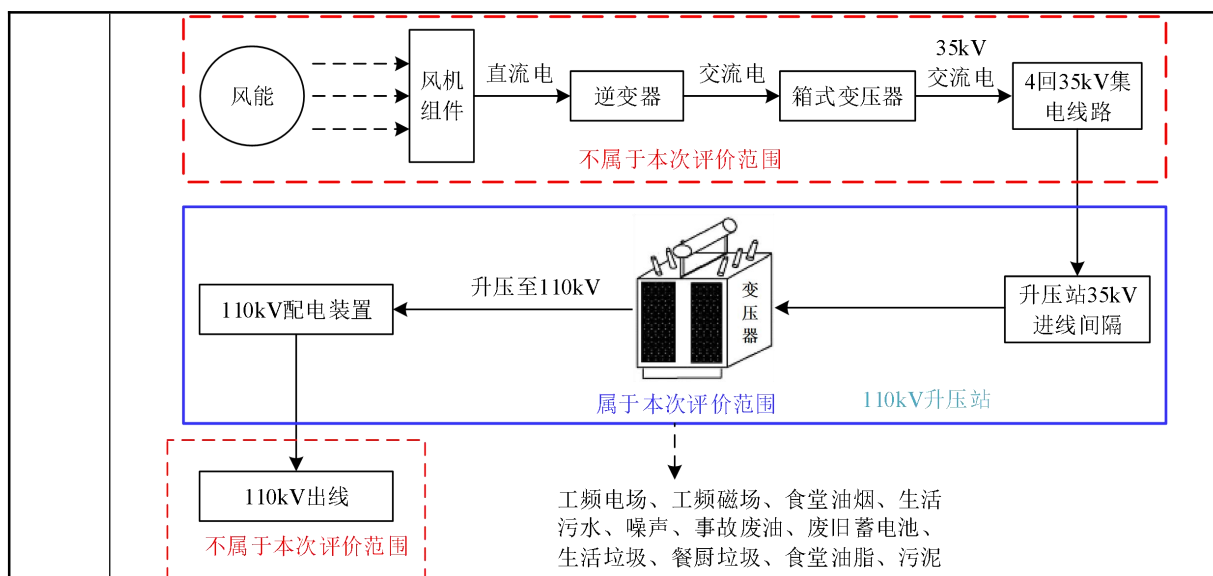 风能
风机
组件
直流电
逆变器
交流电
箱式变压器
35kV
交流电
4回35kV集
电线路
不属于本次评价范围
升压站35kV
进线间隔
变
压
器
升压至110kV
110kV配电装置
属于本次评价范围
110kV升压站
110kV出线
不属于本次评价范围
工频电场、工频磁场、食堂油烟、生活
污水、噪声、事故废油、废旧蓄电池、
生活垃圾、餐厨垃圾、食堂油脂、污泥